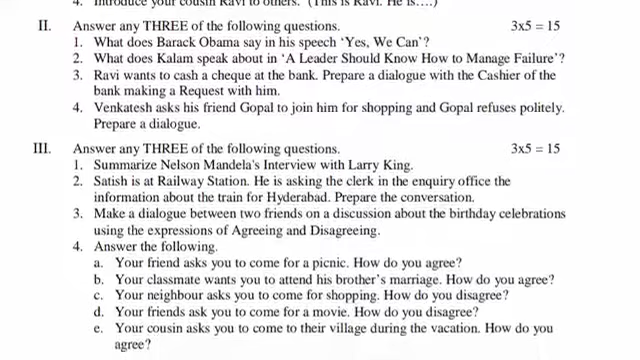 4. Introduce your cousin Ravi to others. (This is Ravi. He is….)
II. Answer any THREE of the following questions. 3x5 = 15
1. What does Barack Obama say in his speech ‘Yes, We Can’?
2. What does Kalam speak about in ‘A Leader Should Know How to Manage Failure’?
3. Ravi wants to cash a cheque at the bank. Prepare a dialogue with the Cashier of the
bank making a Request with him.
4. Venkatesh asks his friend Gopal to join him for shopping and Gopal refuses politely.
Prepare a dialogue.
III. Answer any THREE of the following questions. 3x5 = 15
1. Summarize Nelson Mandela's Interview with Larry King.
2. Satish is at Railway Station. He is asking the clerk in the enquiry office the
information about the train for Hyderabad. Prepare the conversation.
3. Make a dialogue between two friends on a discussion about the birthday celebrations
using the expressions of Agreeing and Disagreeing.
4. Answer the following.
a. Your friend asks you to come for a picnic. How do you agree?
b. Your classmate wants you to attend his brother's marriage. How do you agree?
c. Your neighbour asks you to come for shopping. How do you disagree?
d. Your friends ask you to come for a movie. How do you disagree?
e. Your cousin asks you to come to their village during the vacation. How do you
agree?